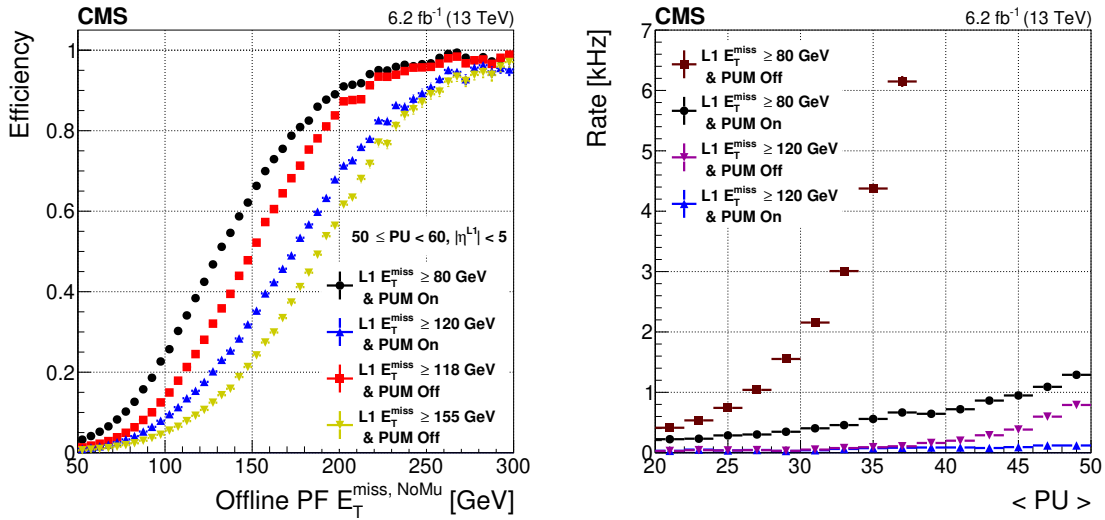 CMS 6.2 fb⁻¹ (13 TeV)
Efficiency
1
0.8
0.6
0.4
0.2
0
50 ≤ PU < 60, |η^L1| < 5
L1 E_T^miss ≥ 80 GeV
& PUM On
L1 E_T^miss ≥ 120 GeV
& PUM On
L1 E_T^miss ≥ 118 GeV
& PUM Off
L1 E_T^miss ≥ 155 GeV
& PUM Off
50 100 150 200 250 300
Offline PF E_T^miss, NoMu [GeV]
CMS 6.2 fb⁻¹ (13 TeV)
Rate [kHz]
7
6
5
4
3
2
1
0
L1 E_T^miss ≥ 80 GeV
& PUM Off
L1 E_T^miss ≥ 80 GeV
& PUM On
L1 E_T^miss ≥ 120 GeV
& PUM Off
L1 E_T^miss ≥ 120 GeV
& PUM On
20 25 30 35 40 45 50
< PU >